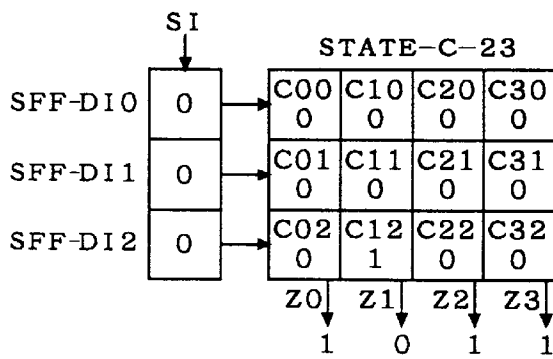 SI
STATE-C-23
SFF-DI0 0 C00 C10 C20 C30
0 0 0 0
SFF-DI1 0 C01 C11 C21 C31
0 0 0 0
SFF-DI2 0 C02 C12 C22 C32
0 1 0 0
Z0 Z1 Z2 Z3
1 0 1 1